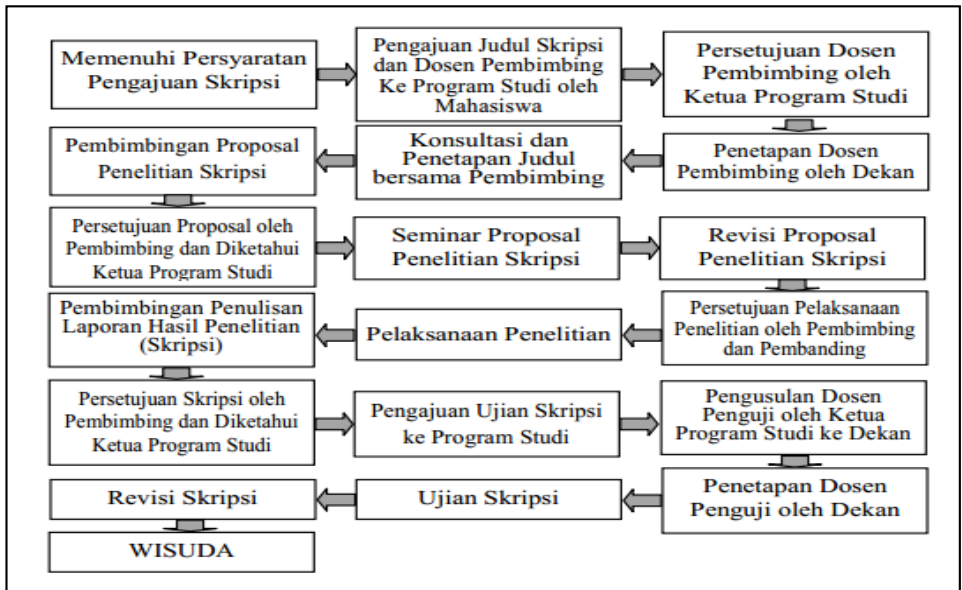 Memenuhi Persyaratan
Pengajuan Skripsi
Pengajuan Judul Skripsi
dan Dosen Pembimbing
Ke Program Studi oleh
Mahasiswa
Persetujuan Dosen
Pembimbing oleh
Ketua Program Studi
Penetapan Dosen
Pembimbing oleh Dekan
Konsultasi dan
Penetapan Judul
bersama Pembimbing
Pembimbingan Proposal
Penelitian Skripsi
Persetujuan Proposal oleh
Pembimbing dan Diketahui
Ketua Program Studi
Seminar Proposal
Penelitian Skripsi
Revisi Proposal
Penelitian Skripsi
Persetujuan Pelaksanaan
Penelitian oleh Pembimbing
dan Pembanding
Pelaksanaan Penelitian
Pembimbingan Penulisan
Laporan Hasil Penelitian
(Skripsi)
Persetujuan Skripsi oleh
Pembimbing dan Diketahui
Ketua Program Studi
Pengajuan Ujian Skripsi
ke Program Studi
Pengusulan Dosen
Penguji oleh Ketua
Program Studi ke Dekan
Penetapan Dosen
Penguji oleh Dekan
Ujian Skripsi
Revisi Skripsi
WISUDA